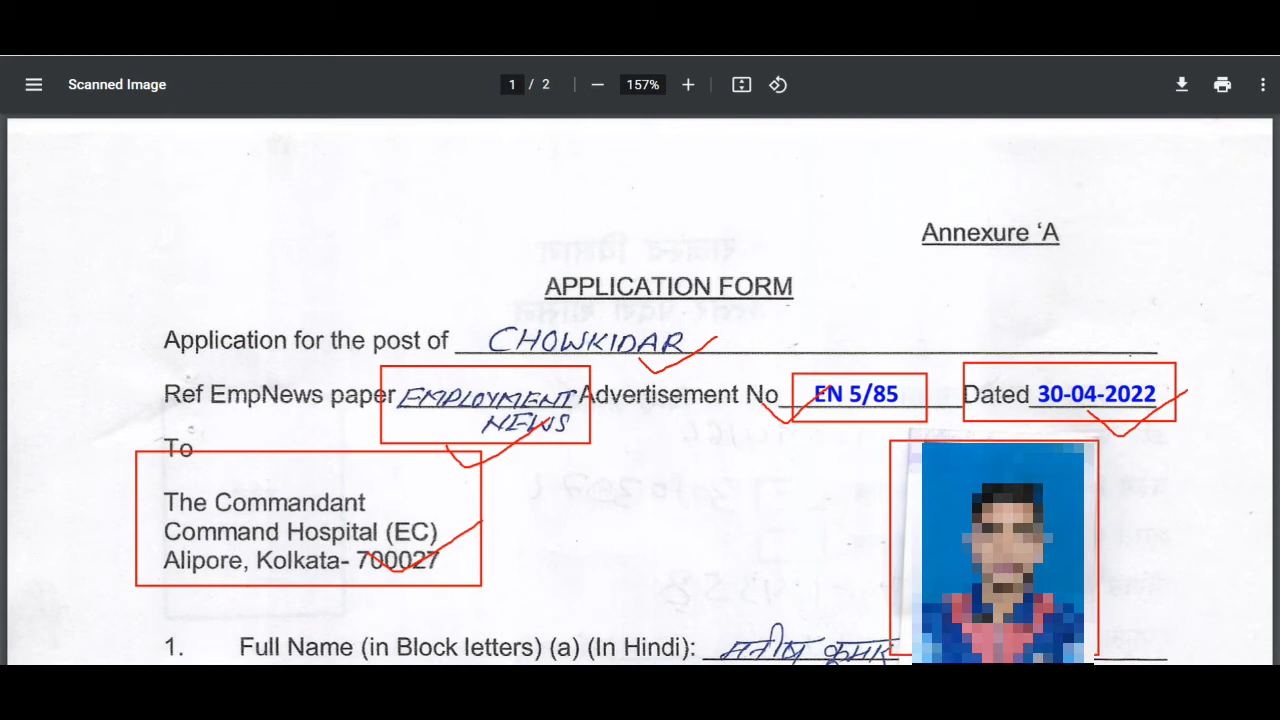 Scanned Image
1 / 2
157%
Annexure ‘A
APPLICATION FORM
Application for the post of CHOWKIDAR
Ref EmpNews paper EMPLOYMENT NEWS Advertisement No EN 5/85 Dated 30-04-2022
To
The Commandant
Command Hospital (EC)
Alipore, Kolkata- 700027
1. Full Name (in Block letters) (a) (In Hindi): कुमार